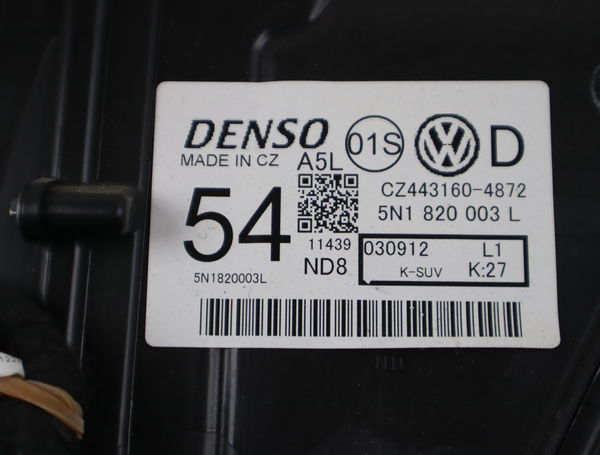 DENSO 01S VW D
MADE IN CZ A5L
CZ443160-4872
54
5N1 820 003 L
11439
030912 L1
ND8
K-SUV K:27
5N1820003L